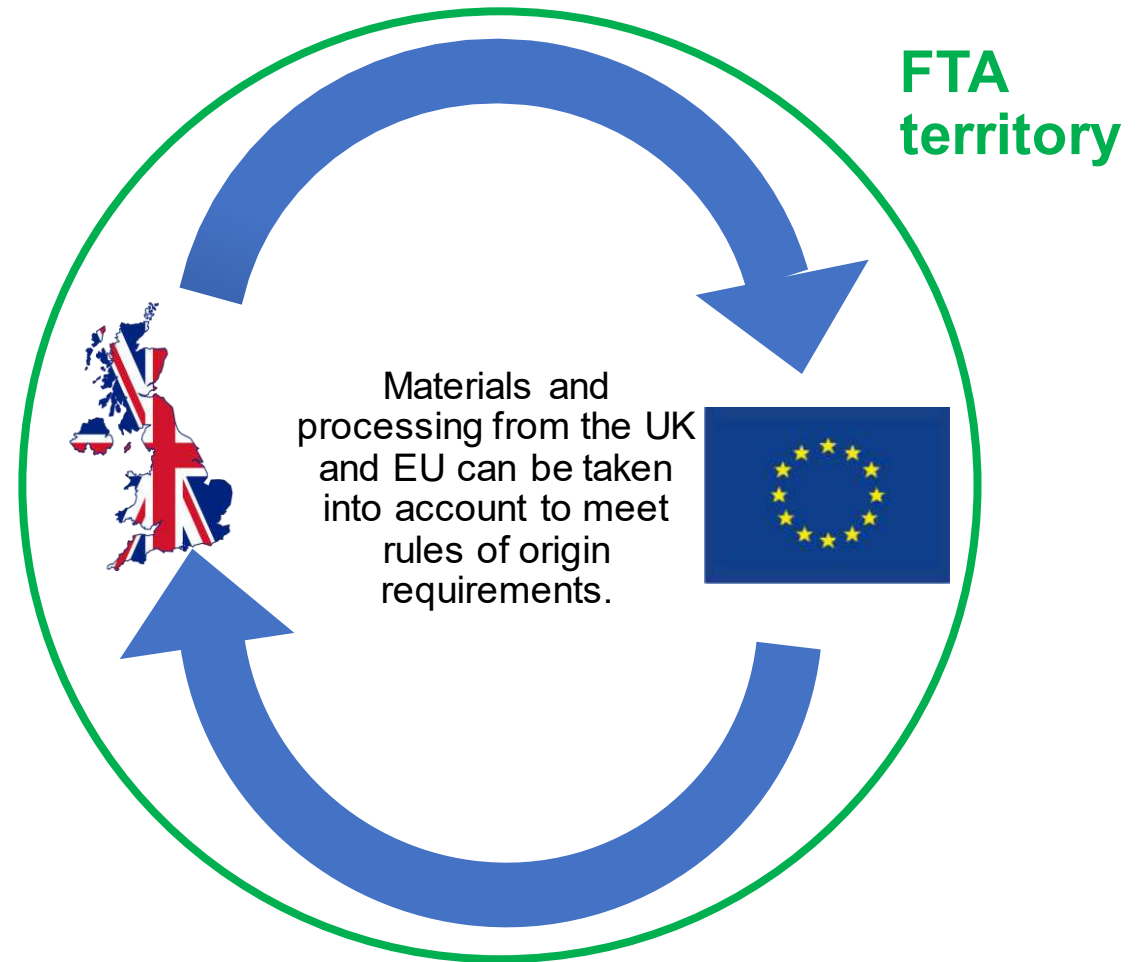 FTA
territory
Materials and
processing from the UK
and EU can be taken
into account to meet
rules of origin
requirements.